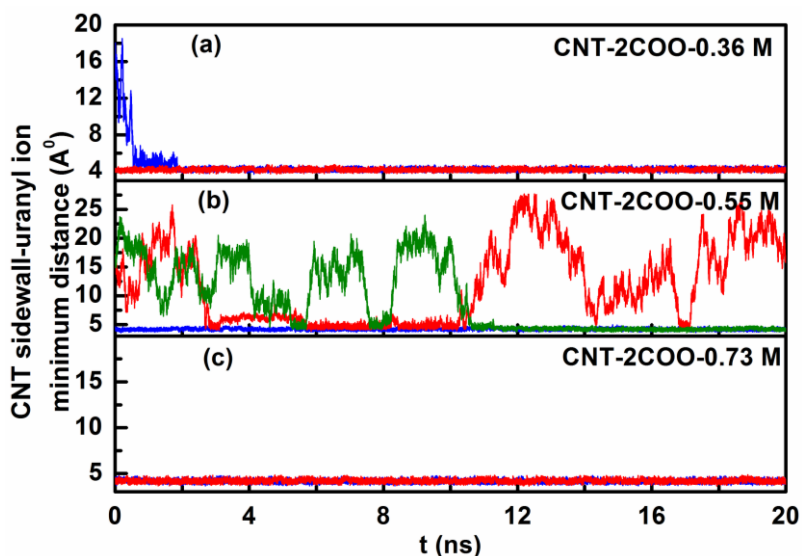 20
16
12
8
4
(a)
CNT-2COO-0.36 M
25
20
15
10
5
(b)
CNT-2COO-0.55 M
15
10
5
(c)
CNT-2COO-0.73 M
CNT sidewall-uranyl ion
minimum distance (A⁰)
0 4 8 12 16 20
t (ns)